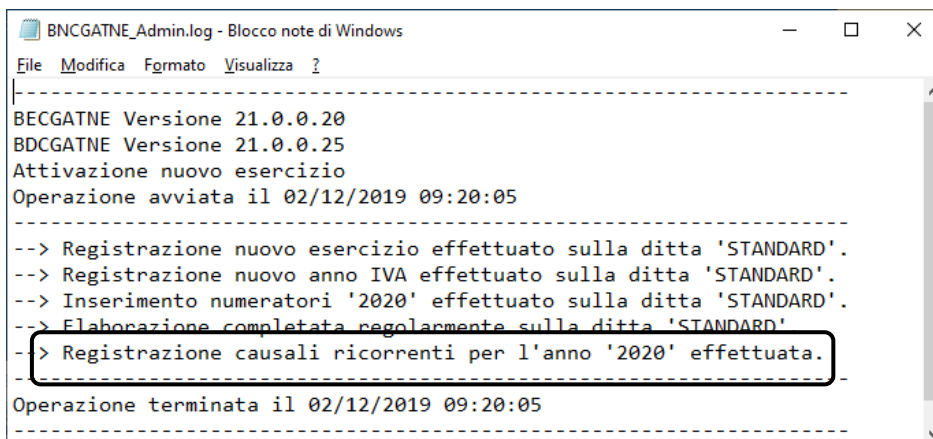 BNCGATNE_Admin.log - Blocco note di Windows
File Modifica Formato Visualizza ?
----------------------------------------------------------------------
BECGATNE Versione 21.0.0.20
BDCGATNE Versione 21.0.0.25
Attivazione nuovo esercizio
Operazione avviata il 02/12/2019 09:20:05
----------------------------------------------------------------------
--> Registrazione nuovo esercizio effettuato sulla ditta 'STANDARD'.
--> Registrazione nuovo anno IVA effettuato sulla ditta 'STANDARD'.
--> Inserimento numeratori '2020' effettuato sulla ditta 'STANDARD'.
--> Elaborazione completata regolarmente sulla ditta 'STANDARD'.
--> Registrazione causali ricorrenti per l'anno '2020' effettuata.
----------------------------------------------------------------------
Operazione terminata il 02/12/2019 09:20:05
----------------------------------------------------------------------